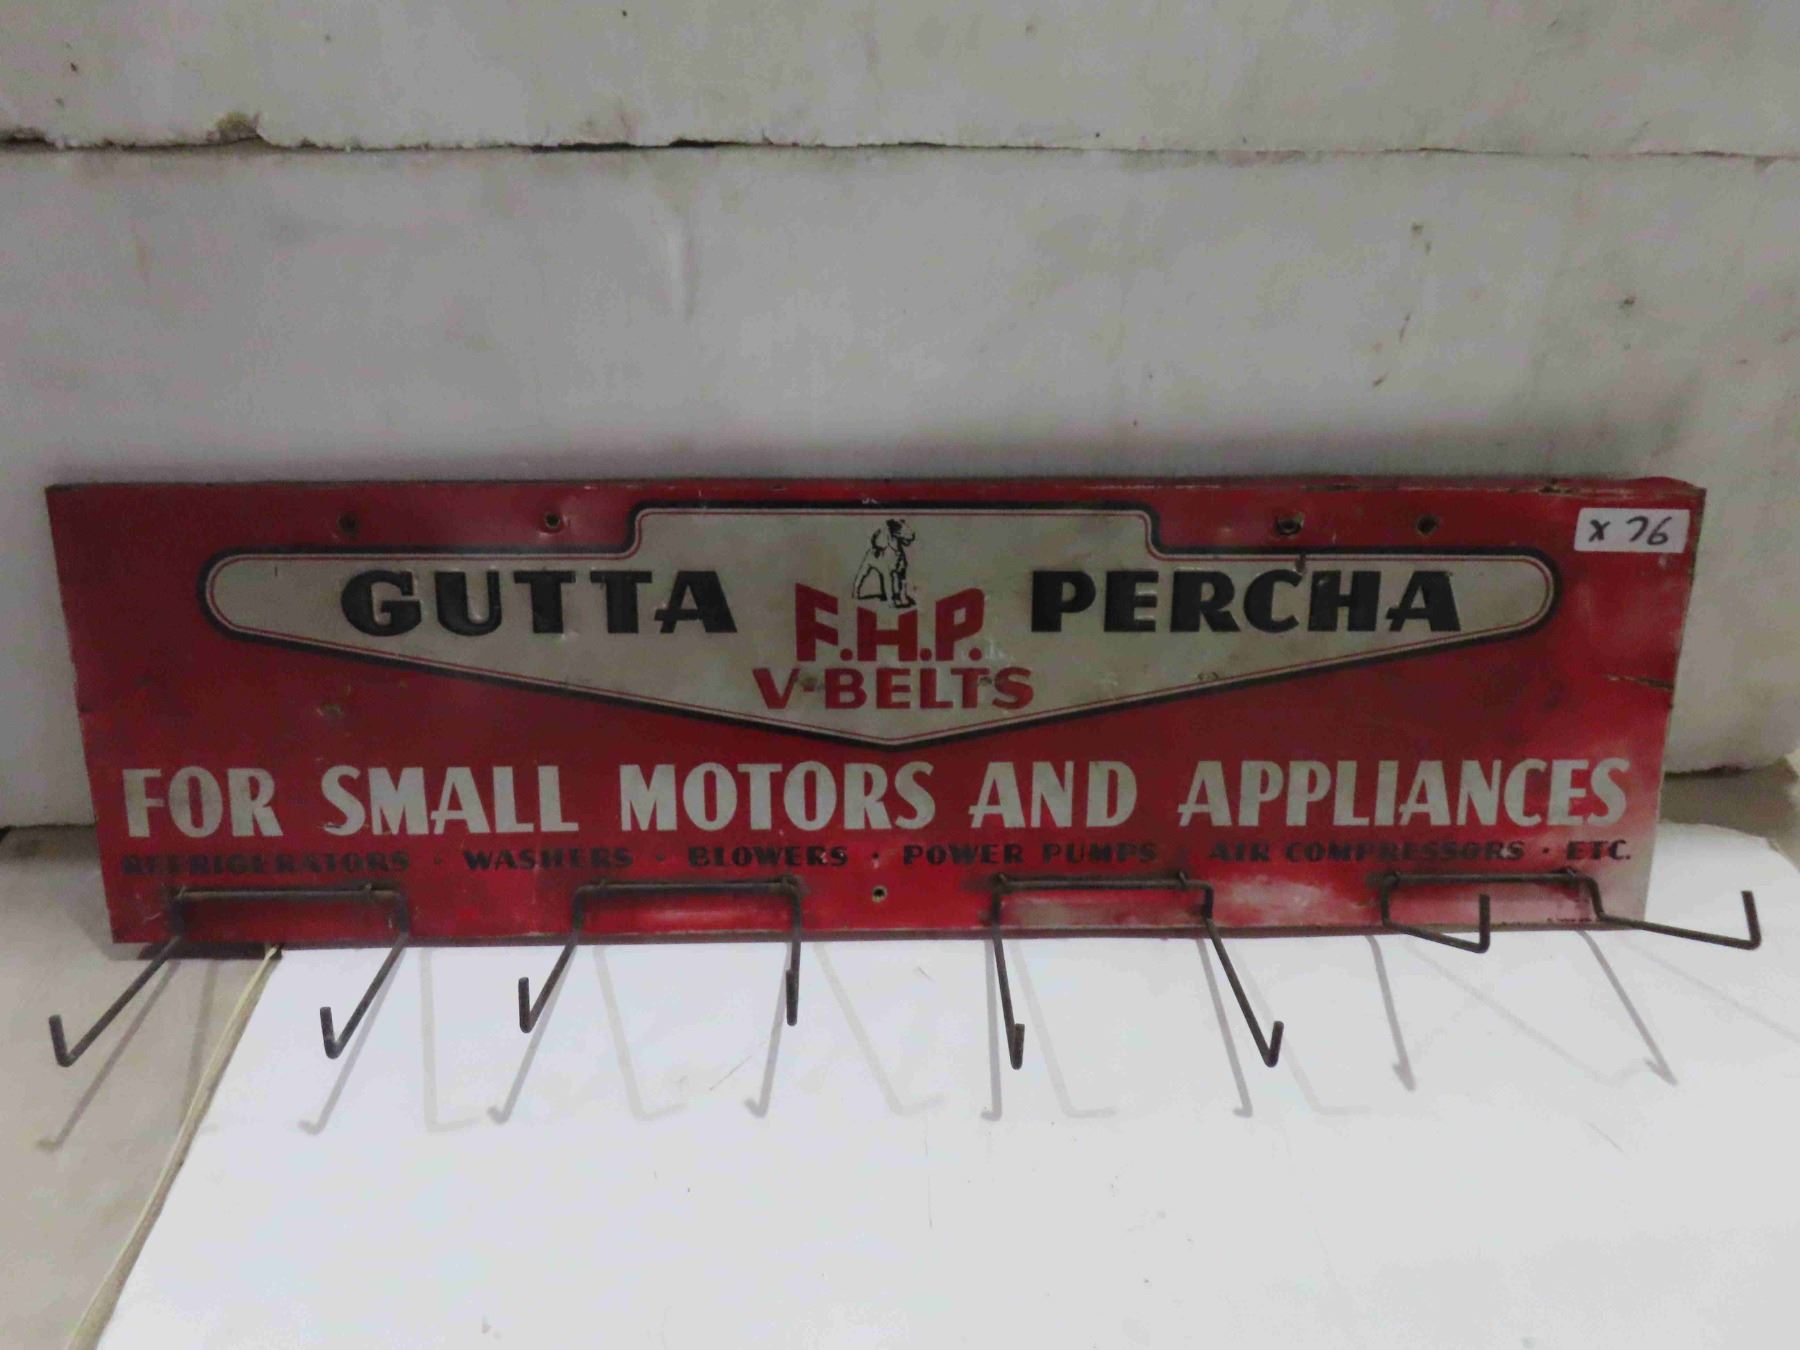 X 76
GUTTA F.H.P. PERCHA
V-BELTS
FOR SMALL MOTORS AND APPLIANCES
REFRIGERATORS · WASHERS · BLOWERS · POWER PUMPS · AIR COMPRESSORS · ETC.